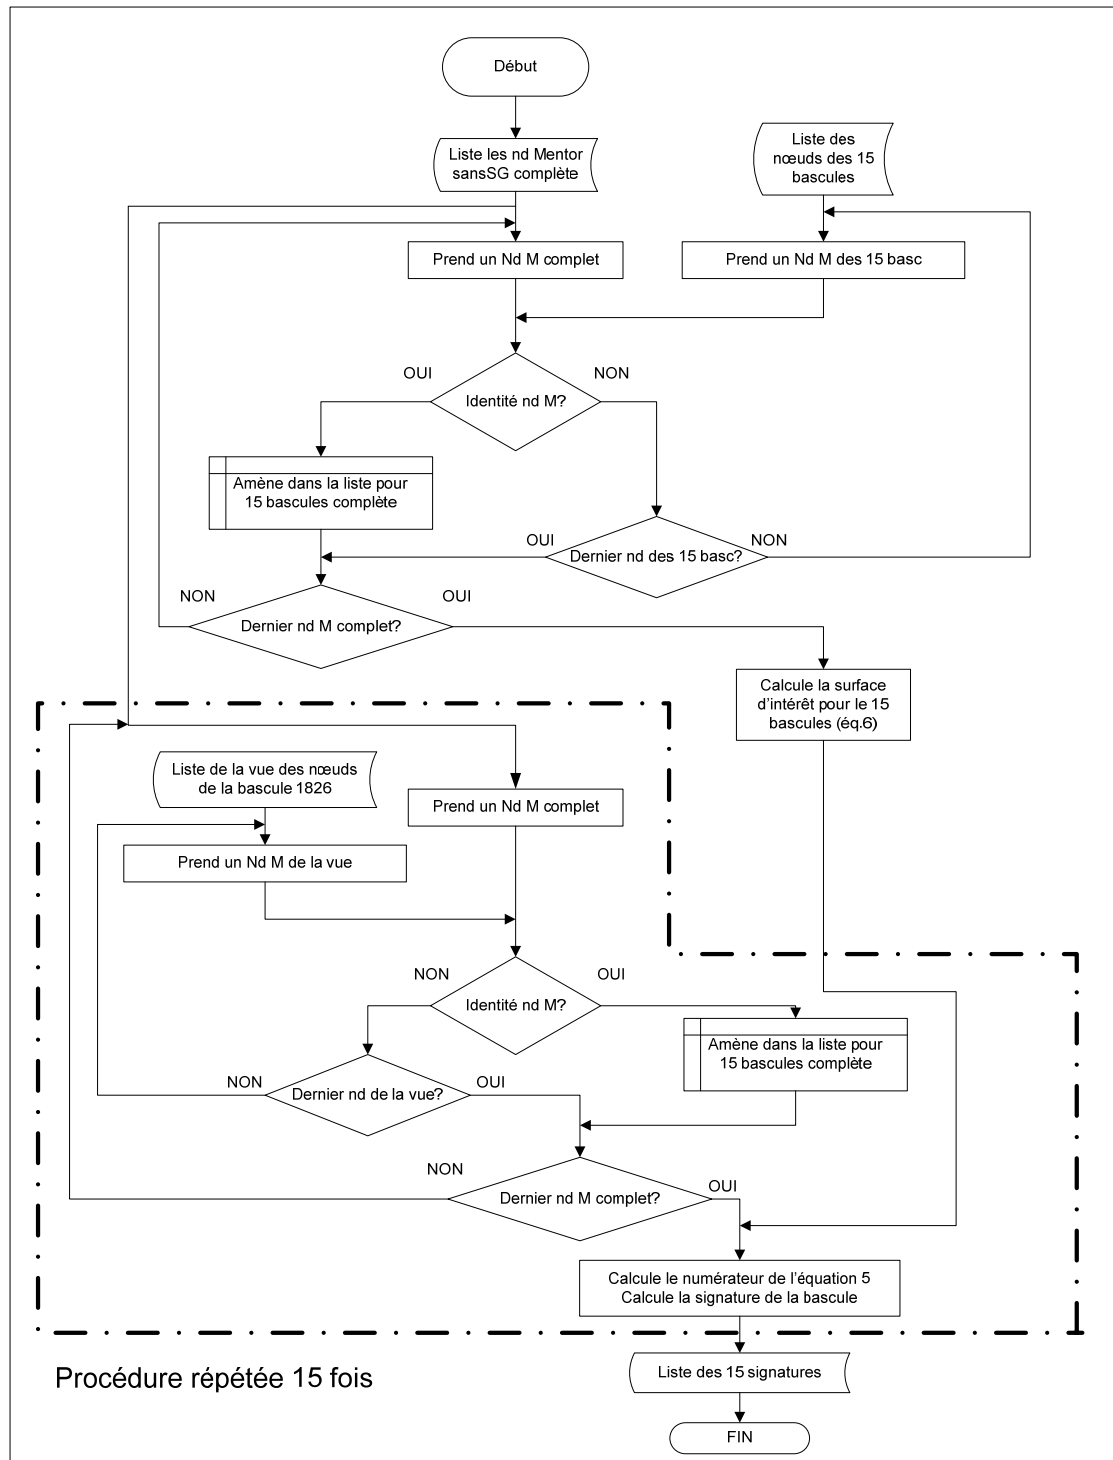 Début
Liste les nd Mentor
sansSG complète
Liste des
nœuds des 15
bascules
Prend un Nd M complet
Prend un Nd M des 15 basc
OUI
NON
Identité nd M?
Amène dans la liste pour
15 bascules complète
OUI
NON
Dernier nd des 15 basc?
NON
OUI
Dernier nd M complet?
Calcule la surface
d'intérêt pour le 15
bascules (éq.6)
Liste de la vue des nœuds
de la bascule 1826
Prend un Nd M complet
Prend un Nd M de la vue
NON
OUI
Identité nd M?
Amène dans la liste pour
15 bascules complète
NON
OUI
Dernier nd de la vue?
NON
OUI
Dernier nd M complet?
Calcule le numérateur de l'équation 5
Calcule la signature de la bascule
Procédure répétée 15 fois
Liste des 15 signatures
FIN